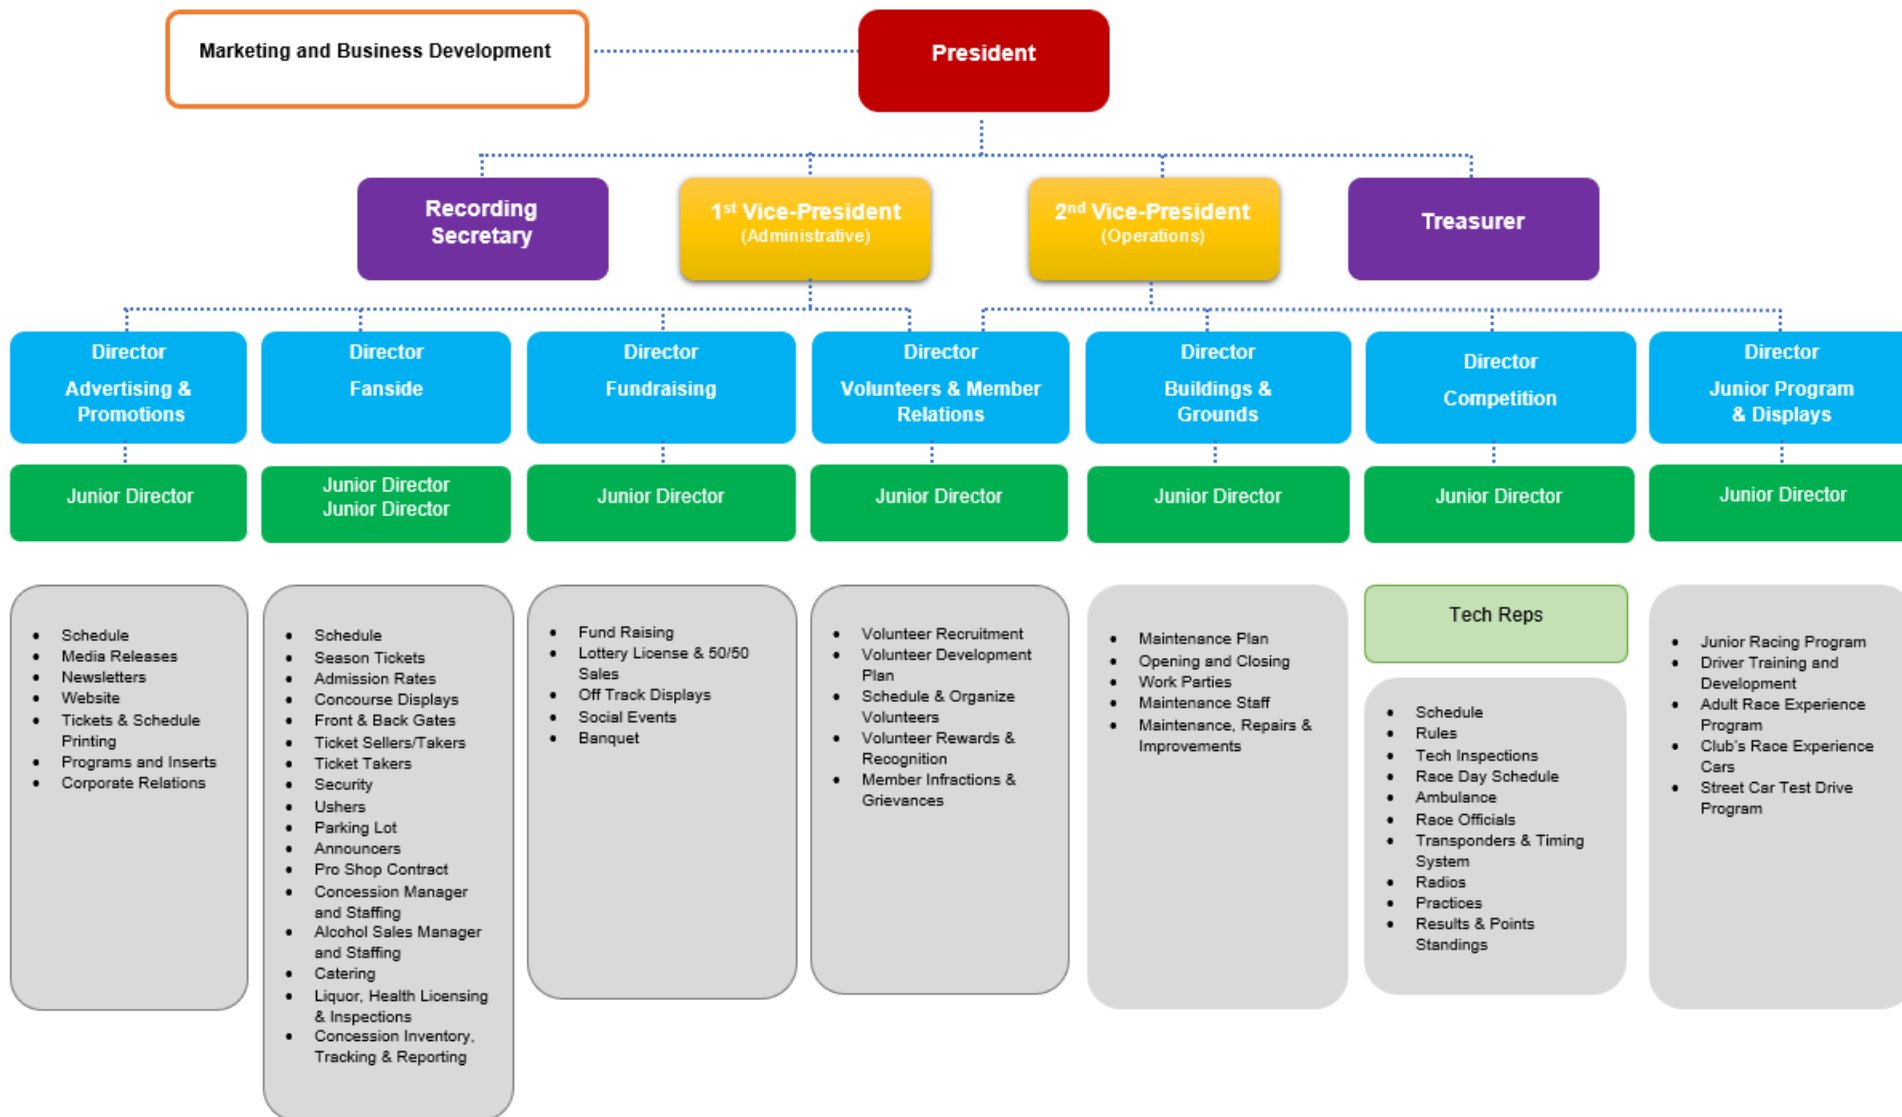 Marketing and Business Development
President
Recording
Secretary
1st Vice-President
(Administrative)
2nd Vice-President
(Operations)
Treasurer
Director
Advertising &
Promotions
Director
Fanside
Director
Fundraising
Director
Volunteers & Member
Relations
Director
Buildings &
Grounds
Director
Competition
Director
Junior Program
& Displays
Junior Director
Junior Director
Junior Director
Junior Director
Junior Director
Junior Director
Junior Director
Junior Director
• Schedule
• Media Releases
• Newsletters
• Website
• Tickets & Schedule
Printing
• Programs and Inserts
• Corporate Relations
• Schedule
• Season Tickets
• Admission Rates
• Concourse Displays
• Front & Back Gates
• Ticket Sellers/Takers
• Ticket Takers
• Security
• Ushers
• Parking Lot
• Announcers
• Pro Shop Contract
• Concession Manager
and Staffing
• Alcohol Sales Manager
and Staffing
• Catering
• Liquor, Health Licensing
& Inspections
• Concession Inventory,
Tracking & Reporting
• Fund Raising
• Lottery License & 50/50
Sales
• Off Track Displays
• Social Events
• Banquet
• Volunteer Recruitment
• Volunteer Development
Plan
• Schedule & Organize
Volunteers
• Volunteer Rewards &
Recognition
• Member Infractions &
Grievances
• Maintenance Plan
• Opening and Closing
• Work Parties
• Maintenance Staff
• Maintenance, Repairs &
Improvements
Tech Reps
• Schedule
• Rules
• Tech Inspections
• Race Day Schedule
• Ambulance
• Race Officials
• Transponders & Timing
System
• Radios
• Practices
• Results & Points
Standings
• Junior Racing Program
• Driver Training and
Development
• Adult Race Experience
Program
• Club's Race Experience
Cars
• Street Car Test Drive
Program